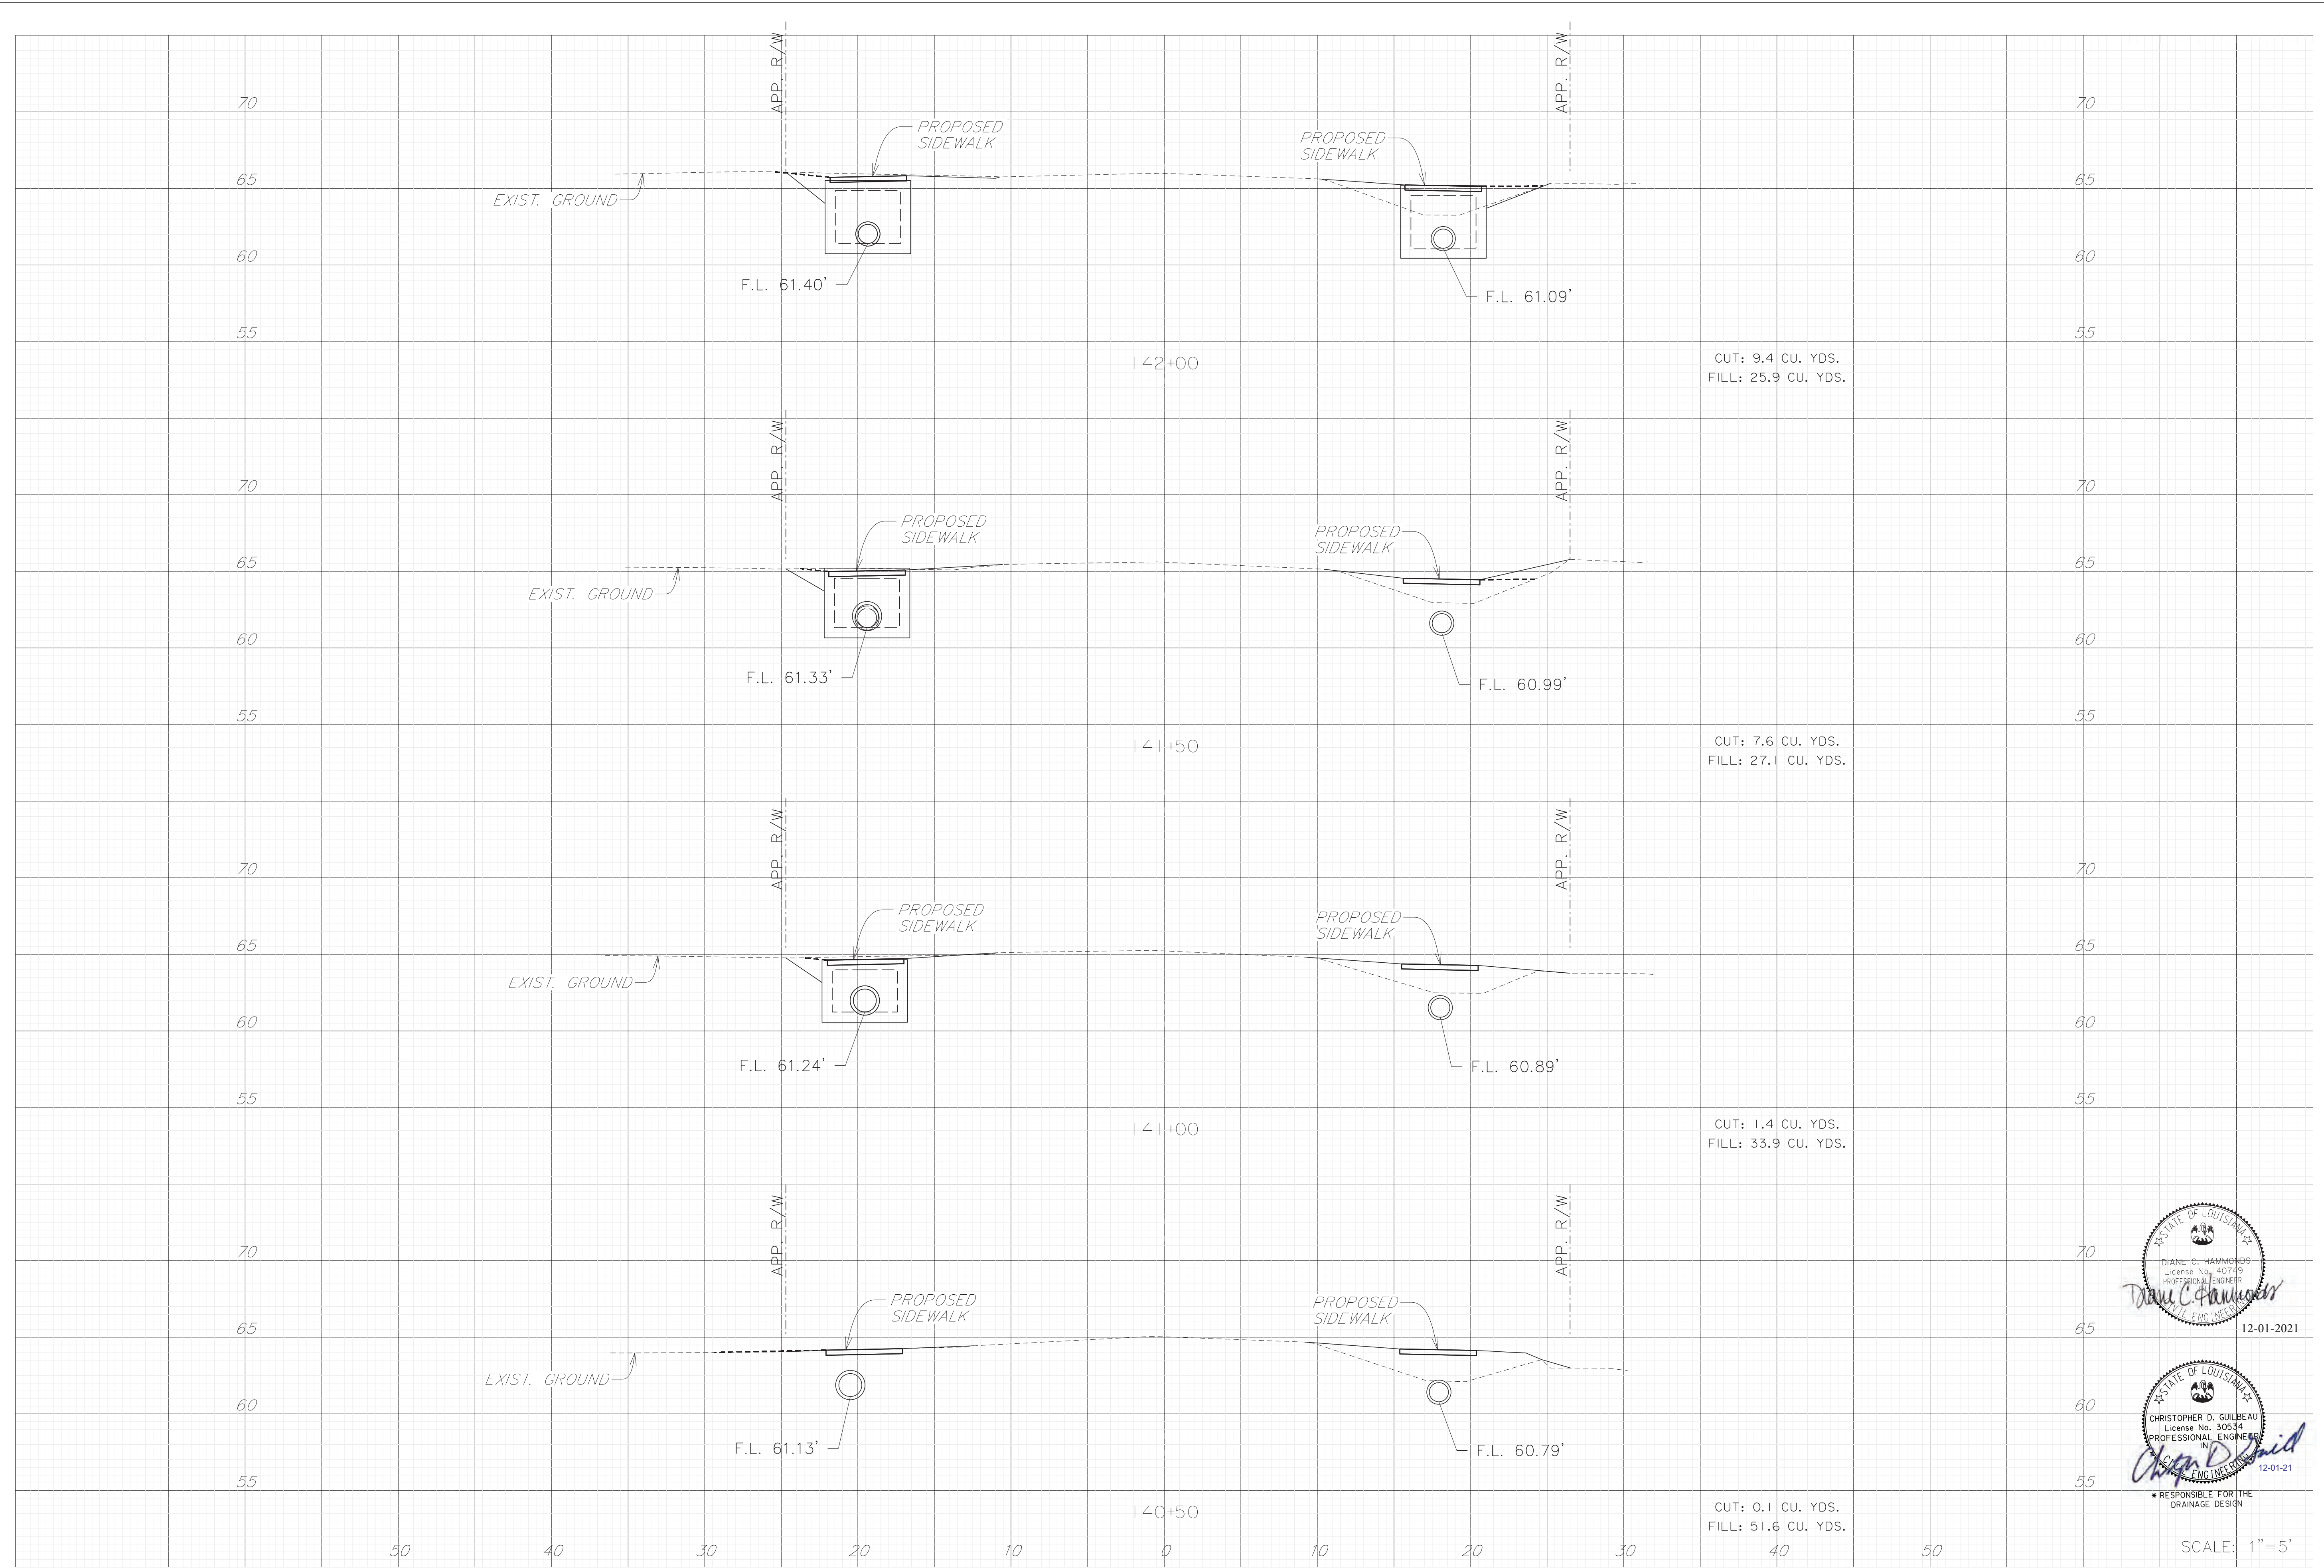 APP. R/W
APP. R/W
70
70
PROPOSED
SIDEWALK
PROPOSED
SIDEWALK
65
65
EXIST. GROUND
60
60
F.L. 61.40'
F.L. 61.09'
55
55
142+00
CUT: 9.4 CU. YDS.
FILL: 25.9 CU. YDS.
APP. R/W
APP. R/W
70
70
PROPOSED
SIDEWALK
PROPOSED
SIDEWALK
65
65
EXIST. GROUND
60
60
F.L. 61.33'
F.L. 60.99'
55
55
141+50
CUT: 7.6 CU. YDS.
FILL: 27.1 CU. YDS.
APP. R/W
APP. R/W
70
70
PROPOSED
SIDEWALK
PROPOSED
SIDEWALK
65
65
EXIST. GROUND
60
60
F.L. 61.24'
F.L. 60.89'
55
55
141+00
CUT: 1.4 CU. YDS.
FILL: 33.9 CU. YDS.
APP. R/W
APP. R/W
70
70
PROPOSED
SIDEWALK
PROPOSED
SIDEWALK
65
65
EXIST. GROUND
60
60
F.L. 61.13'
F.L. 60.79'
55
55
140+50
CUT: 0.1 CU. YDS.
FILL: 51.6 CU. YDS.
50 40 30 20 10 0 10 20 30 40 50
STATE OF LOUISIANA
DIANE C. HAMMONDS
License No. 40749
PROFESSIONAL ENGINEER
Diane C. Hammonds
CIVIL ENGINEERING
12-01-2021
STATE OF LOUISIANA
CHRISTOPHER D. GUILBEAU
License No. 30534
PROFESSIONAL ENGINEER
IN
CIVIL ENGINEERING
12-01-21
* RESPONSIBLE FOR THE
DRAINAGE DESIGN
SCALE: 1"=5'